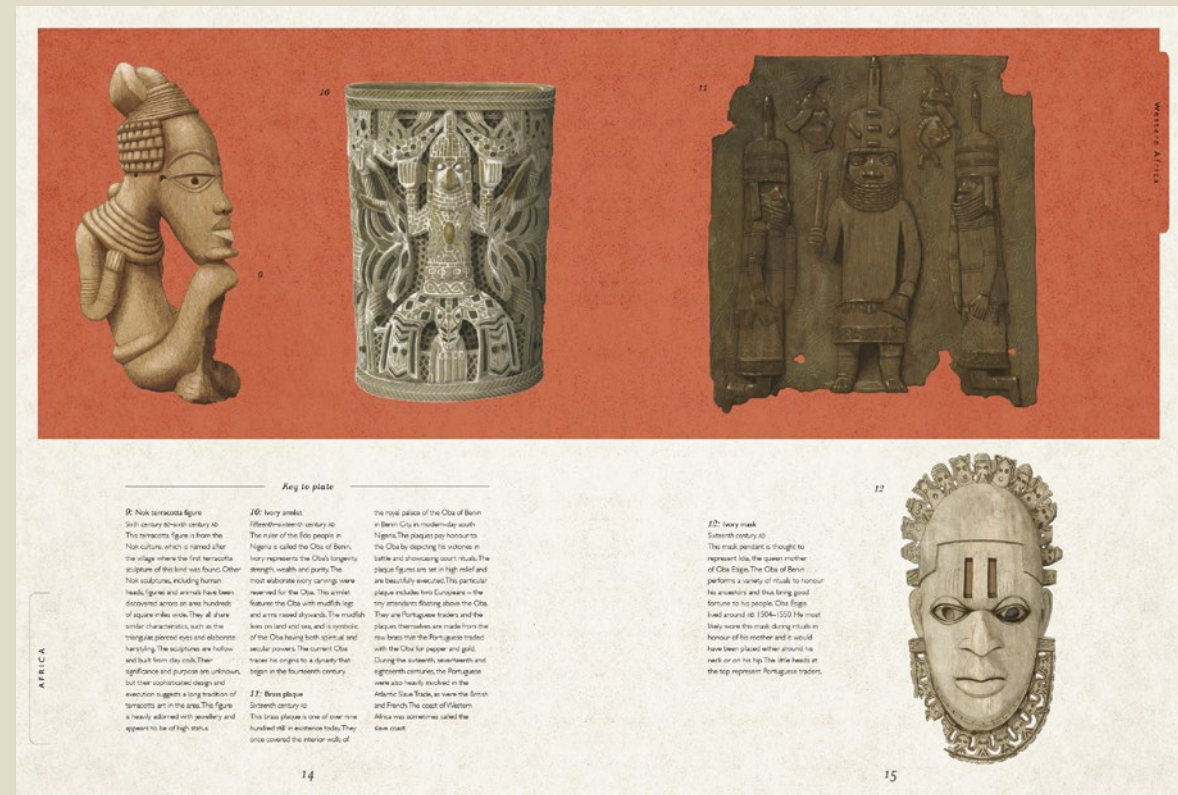 9
10
11
Western Africa
Key to plate
9: Nok terracotta figure
Sixth century BC–sixth century AD
This terracotta figure is from the
Nok culture, which is named after
the village where the first terracotta
sculpture of this kind was found. Other
Nok sculptures, including human
heads, figures and animals have been
discovered across an area hundreds
of square miles wide. They all share
similar characteristics, such as the
triangular, pierced eyes and elaborate
hairstyling. The sculptures are hollow
and built from clay coils. Their
significance and purpose are unknown,
but their sophisticated design and
execution suggests a long tradition of
terracotta art in the area. This figure
is heavily adorned with jewellery and
appears to be of high status.
10: Ivory armlet
Fifteenth–sixteenth century AD
The ruler of the Edo people in
Nigeria is called the Oba of Benin.
Ivory represents the Oba's longevity,
strength, wealth and purity. The
most elaborate ivory carvings were
reserved for the Oba. This armlet
features the Oba with mudfish legs
and arms raised skywards. The mudfish
lives on land and sea, and is symbolic
of the Oba having both spiritual and
secular powers. The current Oba
traces his origins to a dynasty that
began in the fourteenth century.
11: Brass plaque
Sixteenth century AD
This brass plaque is one of over nine
hundred still in existence today. They
once covered the interior walls of
the royal palace of the Oba of Benin
in Benin City, in modern-day south
Nigeria. The plaques pay honour to
the Oba by depicting his victories in
battle and showcasing court rituals. The
plaque figures are set in high relief and
are beautifully executed. This particular
plaque includes two Europeans – the
tiny attendants floating above the Oba.
They are Portuguese traders and the
plaques themselves are made from the
raw brass that the Portuguese traded
with the Oba for pepper and gold.
During the sixteenth, seventeenth and
eighteenth centuries, the Portuguese
were also heavily involved in the
Atlantic Slave Trade, as were the British
and French. The coast of Western
Africa was sometimes called the
slave coast.
12
12: Ivory mask
Sixteenth century AD
This mask pendant is thought to
represent Idia, the queen mother
of Oba Esigie. The Oba of Benin
performs a variety of rituals to honour
his ancestors and thus bring good
fortune to his people. Oba Esigie
lived around AD 1504–1550. He most
likely wore this mask during rituals in
honour of his mother and it would
have been placed either around his
neck or on his hip. The little heads at
the top represent Portuguese traders.
AFRICA
14
15